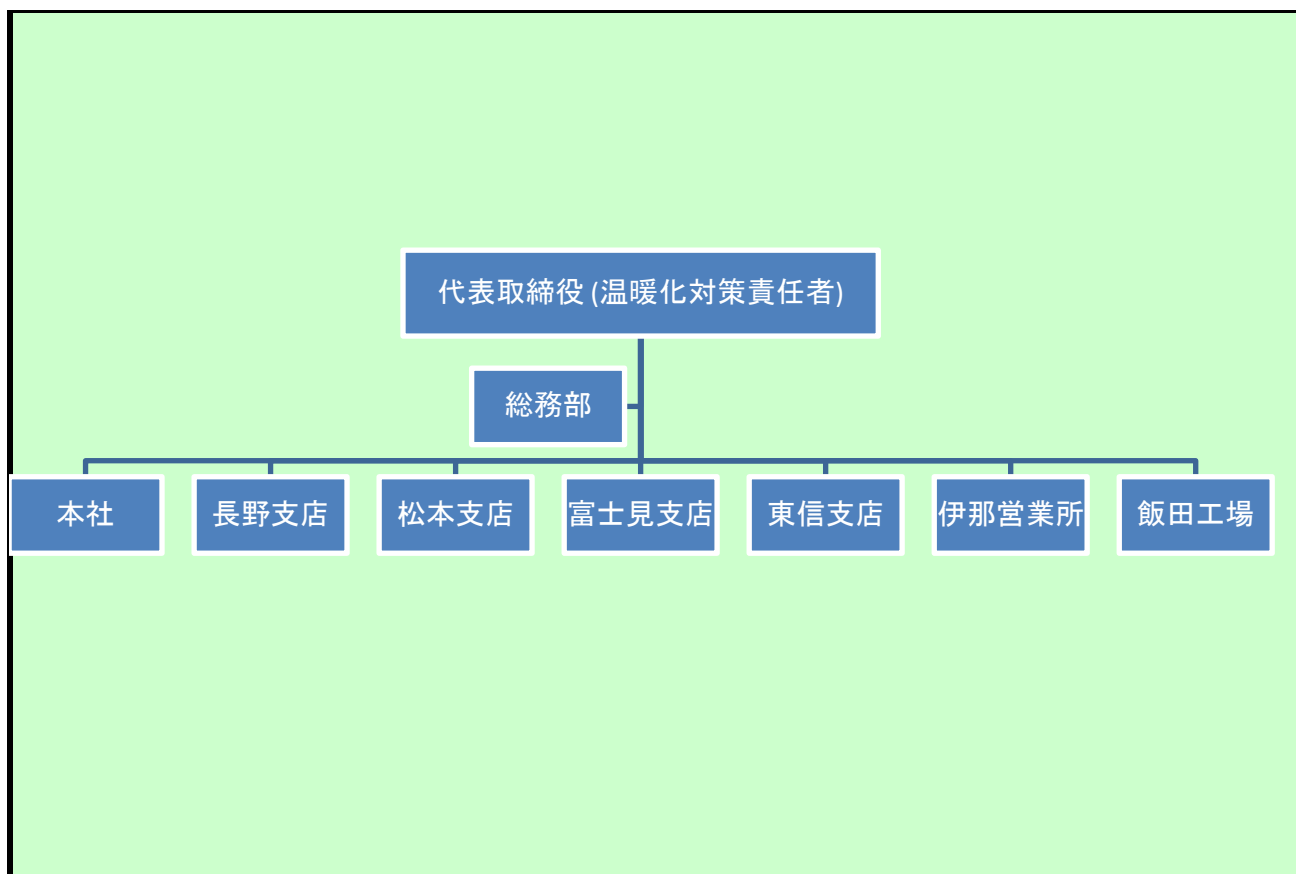 代表取締役 (温暖化対策責任者)
総務部
本社
長野支店
松本支店
富士見支店
東信支店
伊那営業所
飯田工場